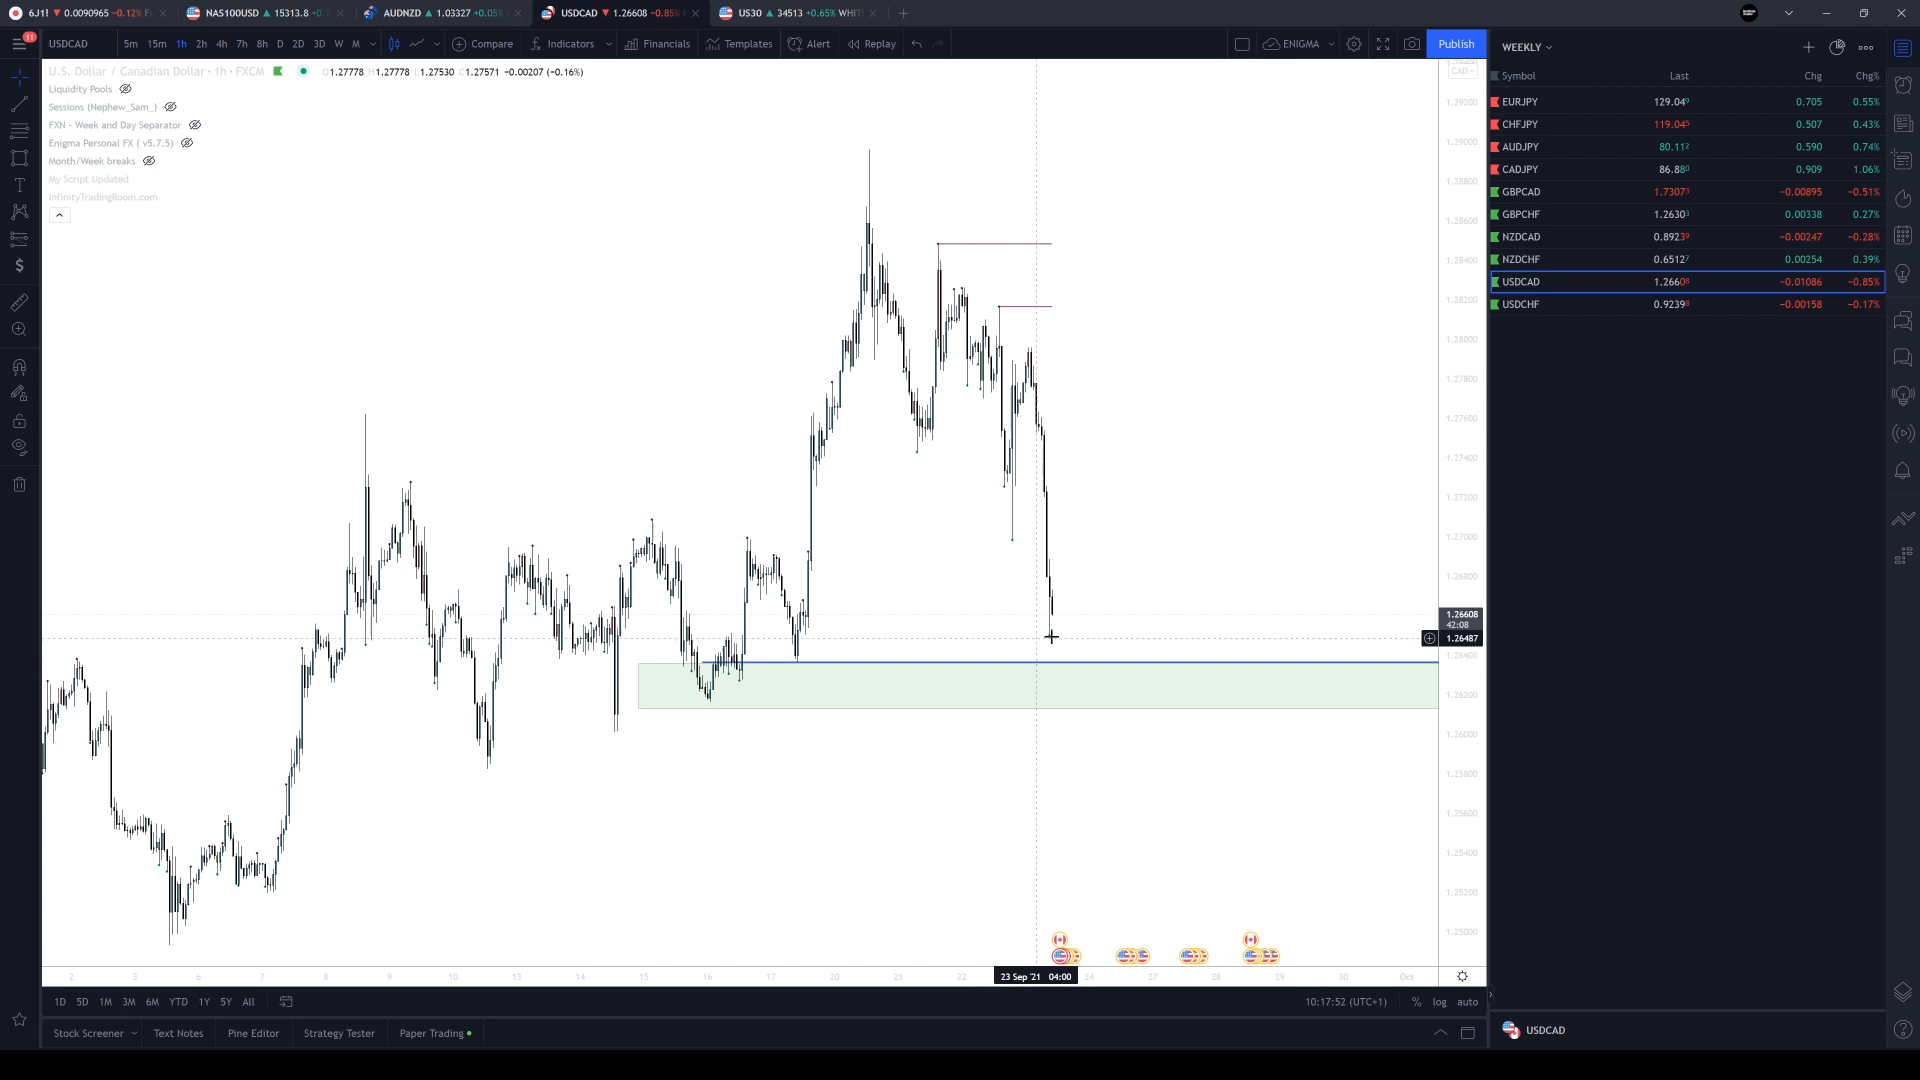 6J1! ▼ 0.0090965 −0.12%
NAS100USD ▲ 15313.8
AUDNZD ▲ 1.03327 +0.05
USDCAD ▼ 1.26608 −0.85%
US30 ▲ 34513 +0.65% WHIT
11
USDCAD 5m 15m 1h 2h 4h 7h 8h D 2D 3D W M Compare Indicators Financials Templates Alert Replay ENIGMA Publish
U.S. Dollar / Canadian Dollar · 1h · FXCM O1.27778 H1.27778 L1.27530 C1.27571 −0.00207 (−0.16%)
Liquidity Pools
Sessions (Nephew_Sam_)
FXN - Week and Day Separator
Enigma Personal FX ( v5.7.5)
Month/Week breaks
My Script Updated
InfinityTradingRoom.com
CAD
1.29200
1.29000
1.28800
1.28600
1.28400
1.28200
1.28000
1.27800
1.27600
1.27400
1.27200
1.27000
1.26800
1.26608
42:08
1.26487
1.26400
1.26200
1.26000
1.25800
1.25600
1.25400
1.25200
1.25000
2 3 6 7 8 9 10 13 14 15 16 17 20 21 22 23 Sep '21 04:00 24 27 28 29 30 Oct
1D 5D 1M 3M 6M YTD 1Y 5Y All 10:17:52 (UTC+1) % log auto
Stock Screener Text Notes Pine Editor Strategy Tester Paper Trading
WEEKLY
Symbol Last Chg Chg%
EURJPY 129.049 0.705 0.55%
CHFJPY 119.045 0.507 0.43%
AUDJPY 80.112 0.590 0.74%
CADJPY 86.880 0.909 1.06%
GBPCAD 1.73073 −0.00895 −0.51%
GBPCHF 1.26303 0.00338 0.27%
NZDCAD 0.89239 −0.00247 −0.28%
NZDCHF 0.65127 0.00254 0.39%
USDCAD 1.26608 −0.01086 −0.85%
USDCHF 0.92398 −0.00158 −0.17%
USDCAD